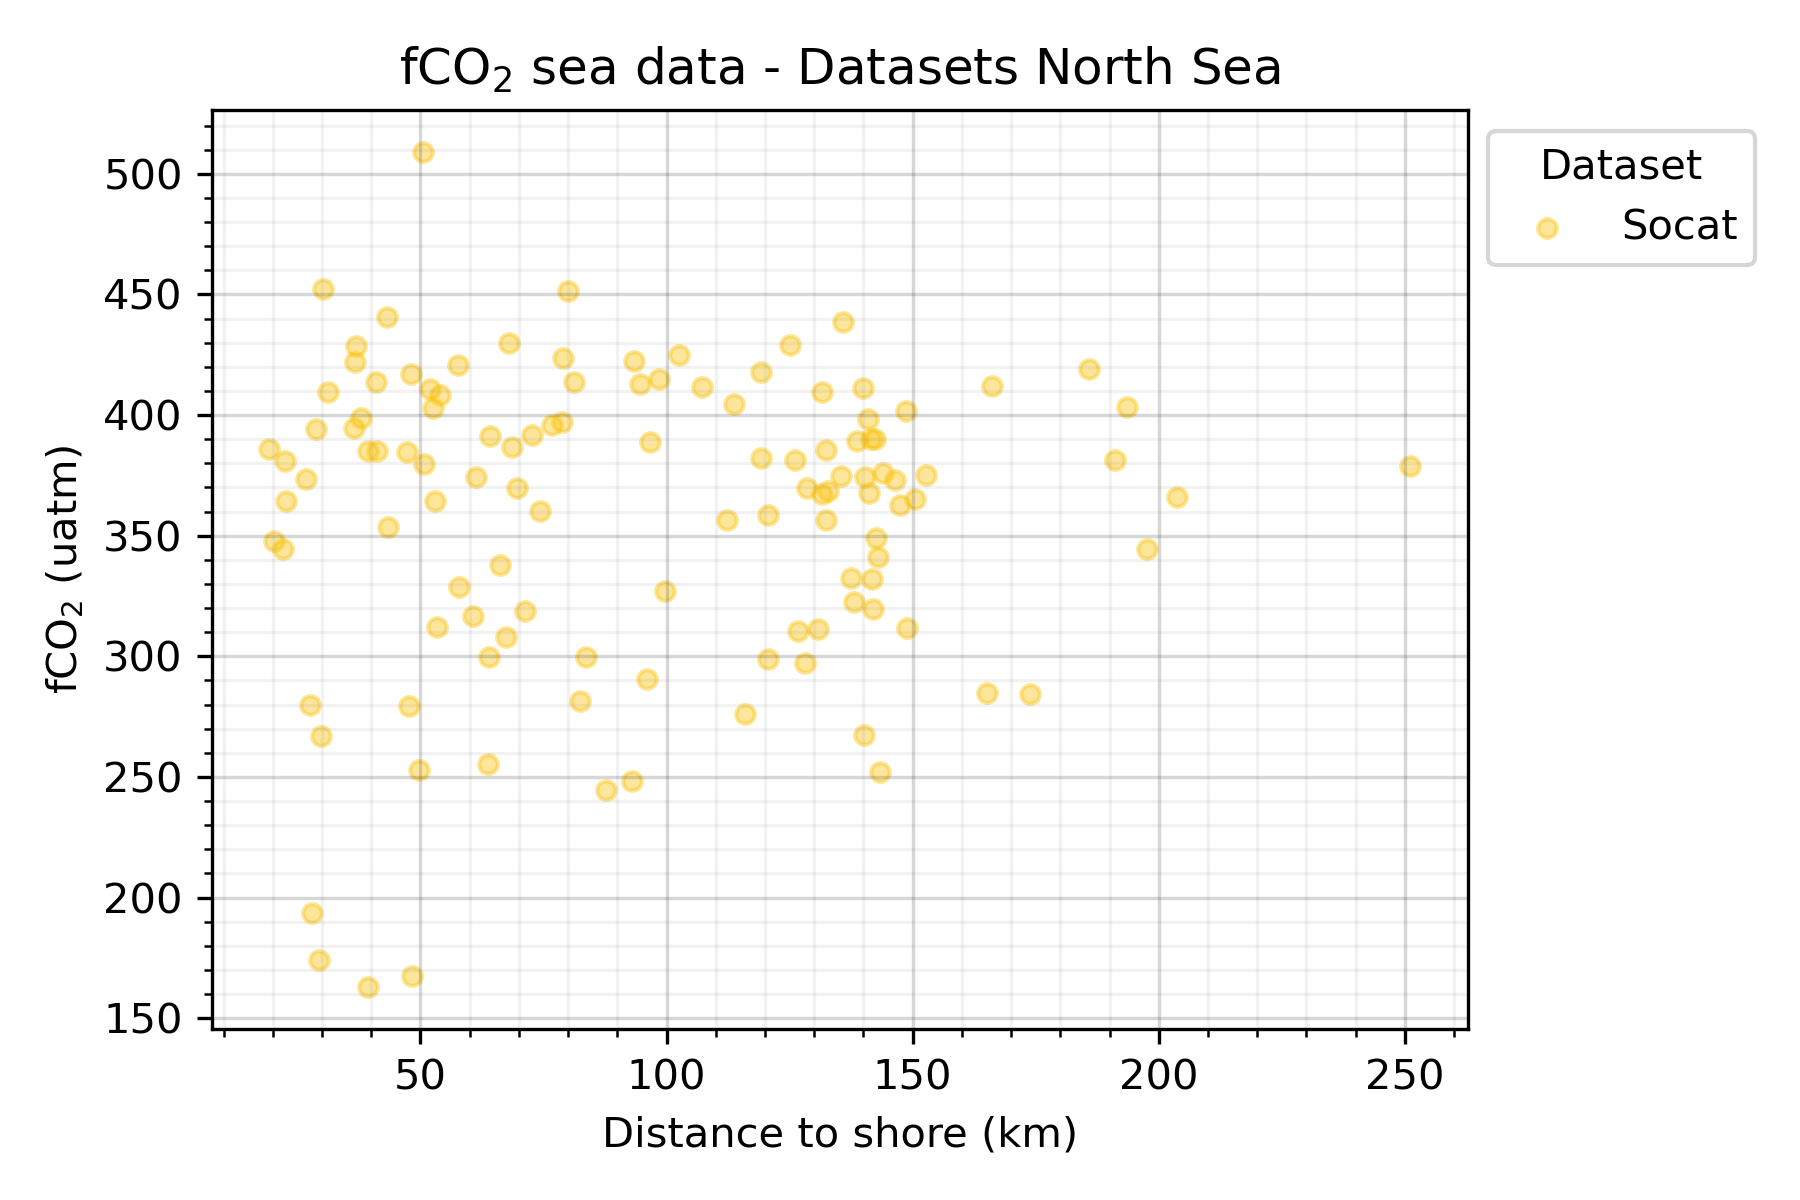 fCO₂ sea data - Datasets North Sea
Dataset
Socat
500
450
400
350
300
250
200
150
fCO₂ (uatm)
50 100 150 200 250
Distance to shore (km)